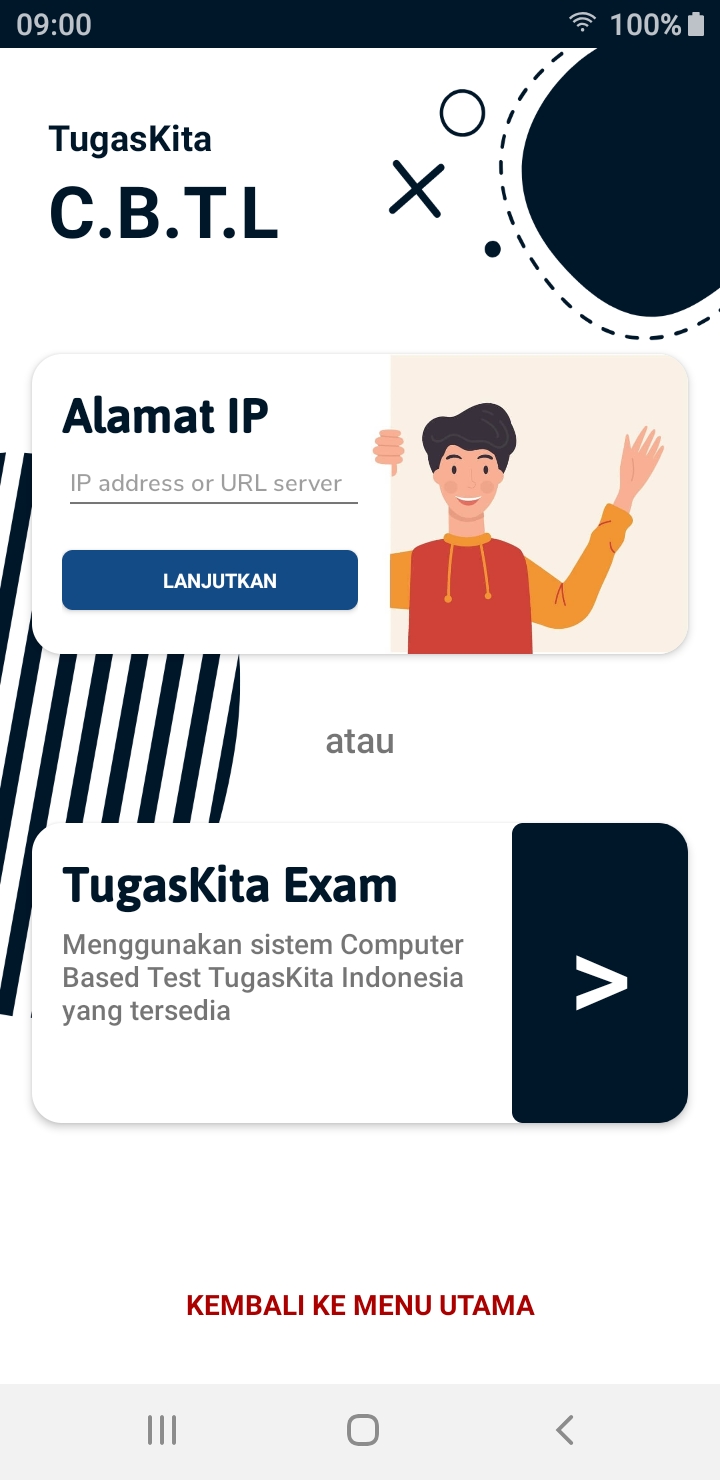 09:00
100%
TugasKita
C.B.T.L
Alamat IP
IP address or URL server
LANJUTKAN
atau
TugasKita Exam
Menggunakan sistem Computer
Based Test TugasKita Indonesia
yang tersedia
>
KEMBALI KE MENU UTAMA